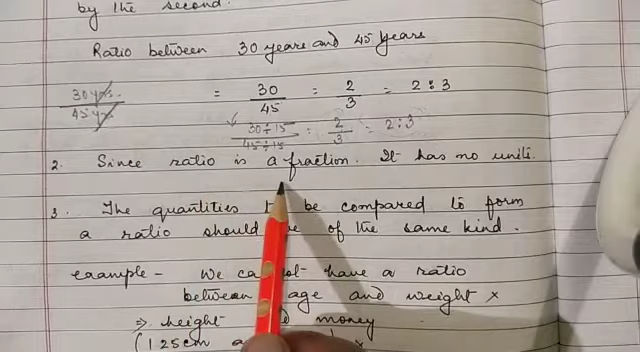 by the second.
Ratio between 30 years and 45 years
30 yrs. / 45 yrs = 30/45 = 2/3 = 2:3
30÷15 / 45÷15 = 2/3 = 2:3
2. Since ratio is a fraction. It has no units.
3. The quantities be compared to form
a ratio should of the same kind.
example - We have a ratio
between age and weight ×
⇒ height money
(125cm